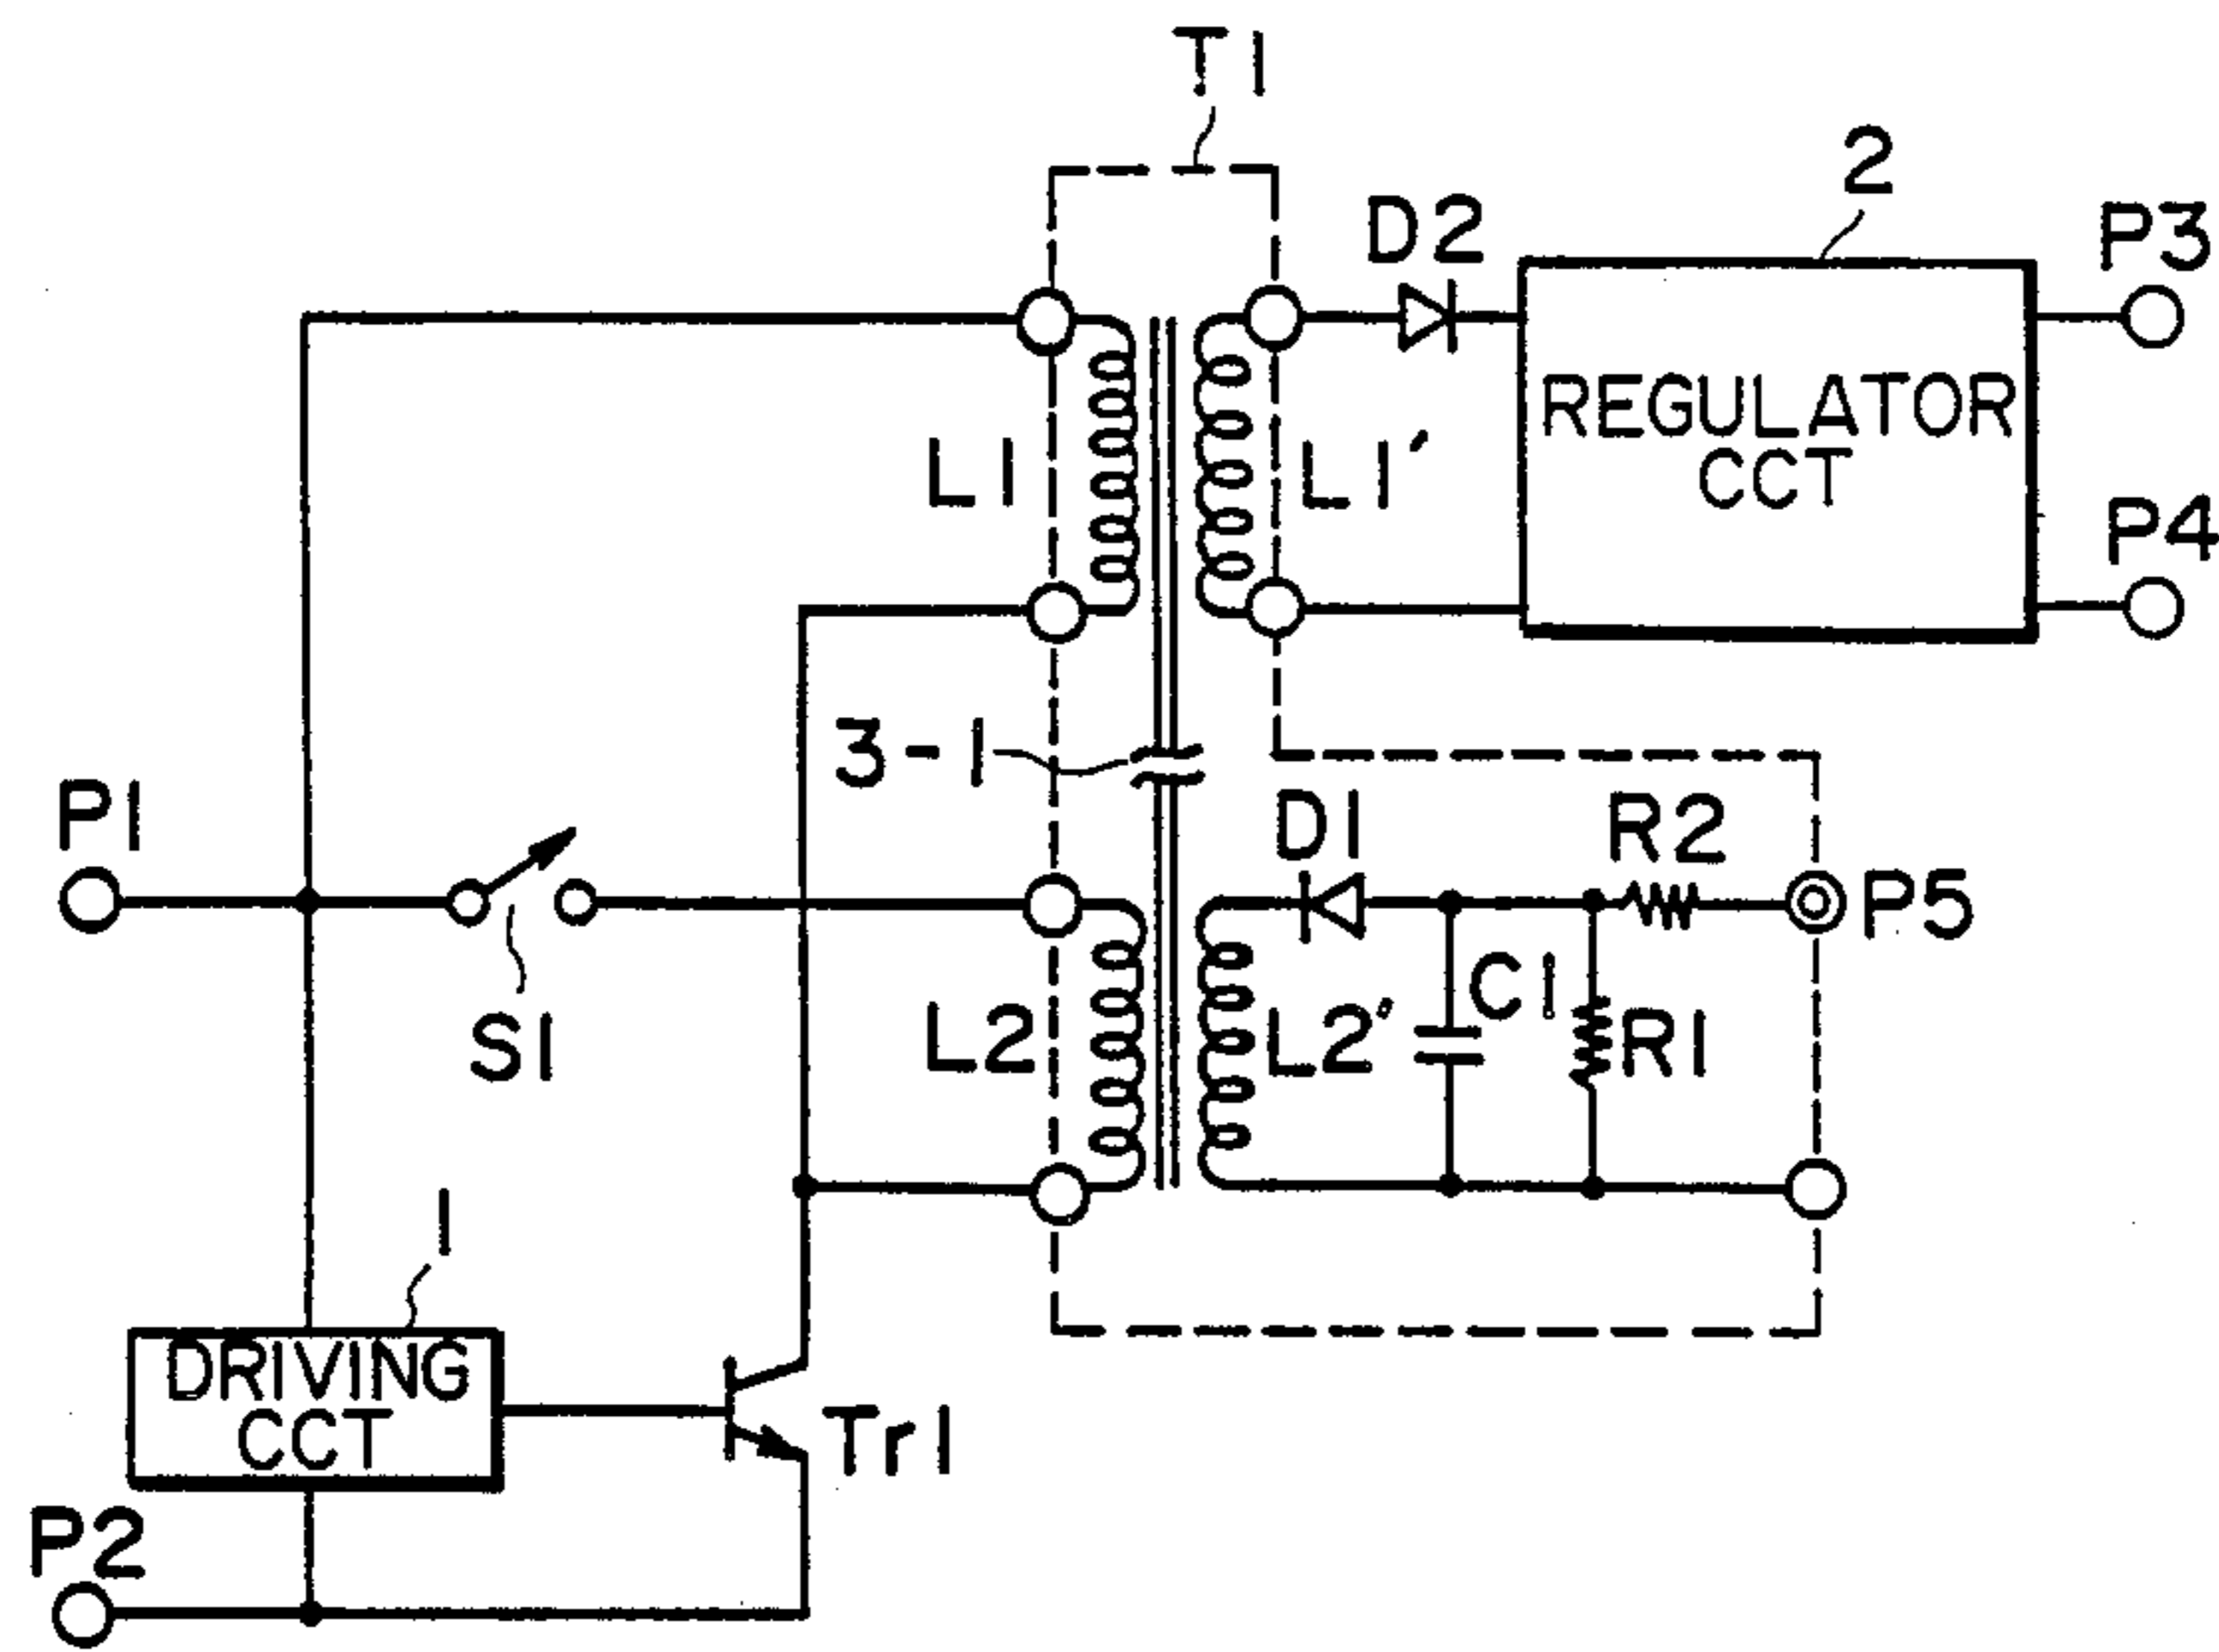 T1
2
D2
P3
REGULATOR
CCT
L1
L1'
P4
3-1
P1
D1
R2
P5
S1
L2
L2'
C1
R1
1
DRIVING
CCT
Tr1
P2